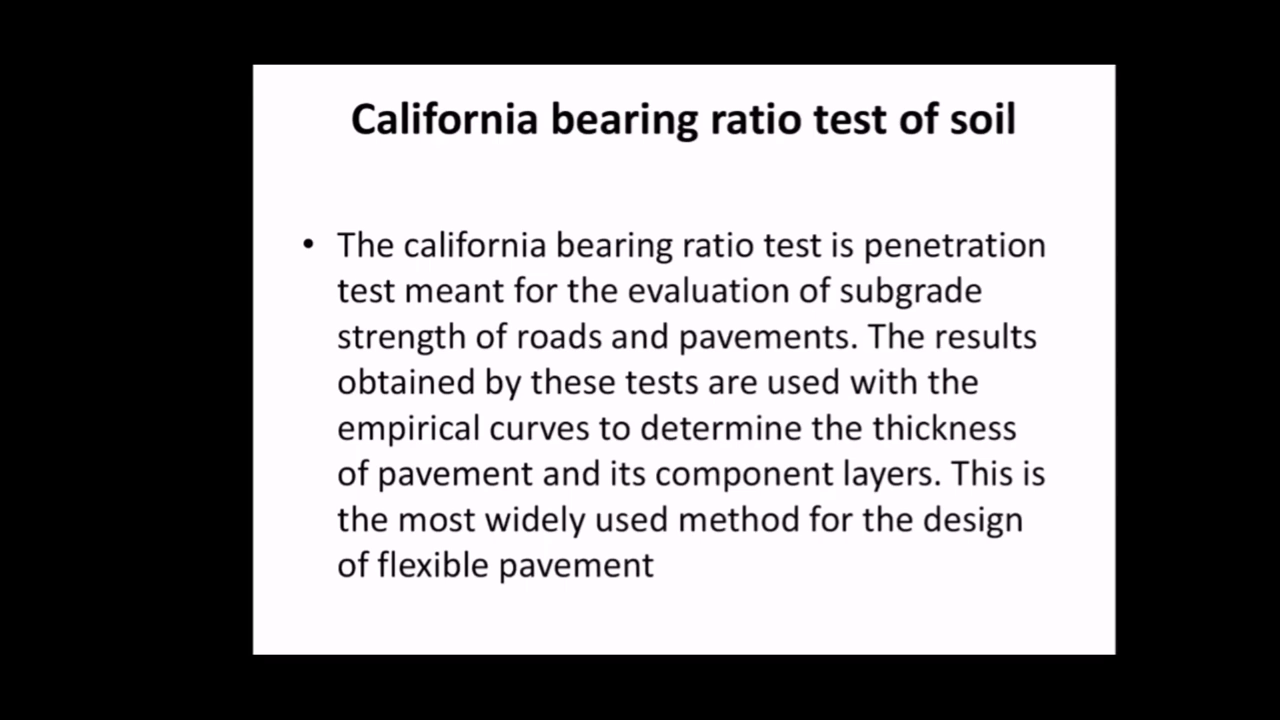 California bearing ratio test of soil
• The california bearing ratio test is penetration
test meant for the evaluation of subgrade
strength of roads and pavements. The results
obtained by these tests are used with the
empirical curves to determine the thickness
of pavement and its component layers. This is
the most widely used method for the design
of flexible pavement